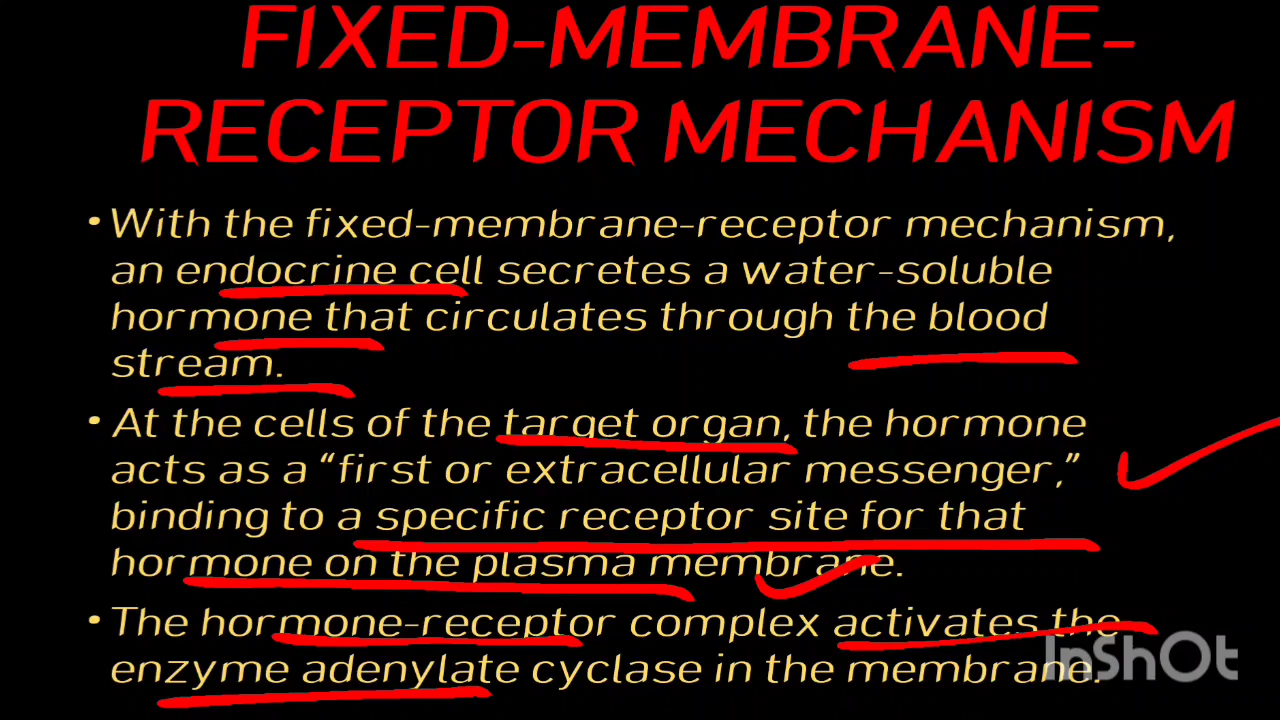 FIXED-MEMBRANE-
RECEPTOR MECHANISM
• With the fixed-membrane-receptor mechanism,
an endocrine cell secretes a water-soluble
hormone that circulates through the blood
stream.
• At the cells of the target organ, the hormone
acts as a “first or extracellular messenger,”
binding to a specific receptor site for that
hormone on the plasma membrane.
• The hormone-receptor complex activates the
enzyme adenylate cyclase in the membrane.
InShOt